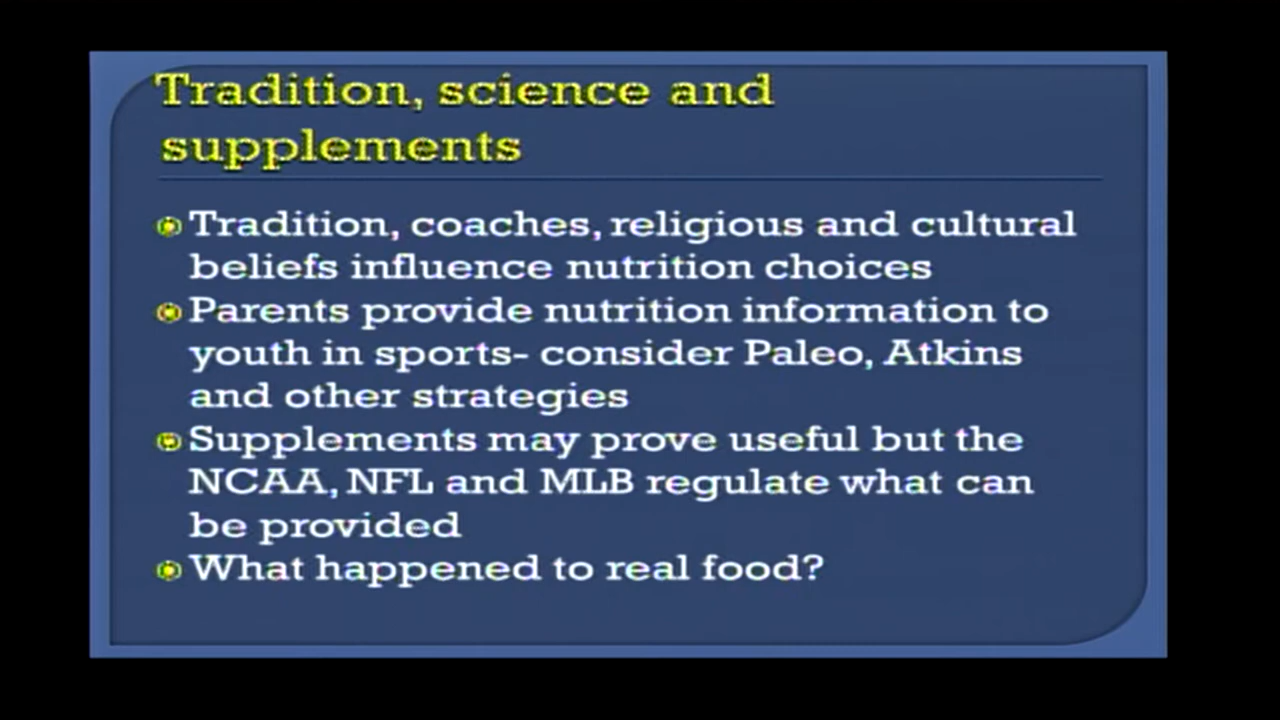 Tradition, science and
supplements
Tradition, coaches, religious and cultural
beliefs influence nutrition choices
Parents provide nutrition information to
youth in sports- consider Paleo, Atkins
and other strategies
Supplements may prove useful but the
NCAA, NFL and MLB regulate what can
be provided
What happened to real food?